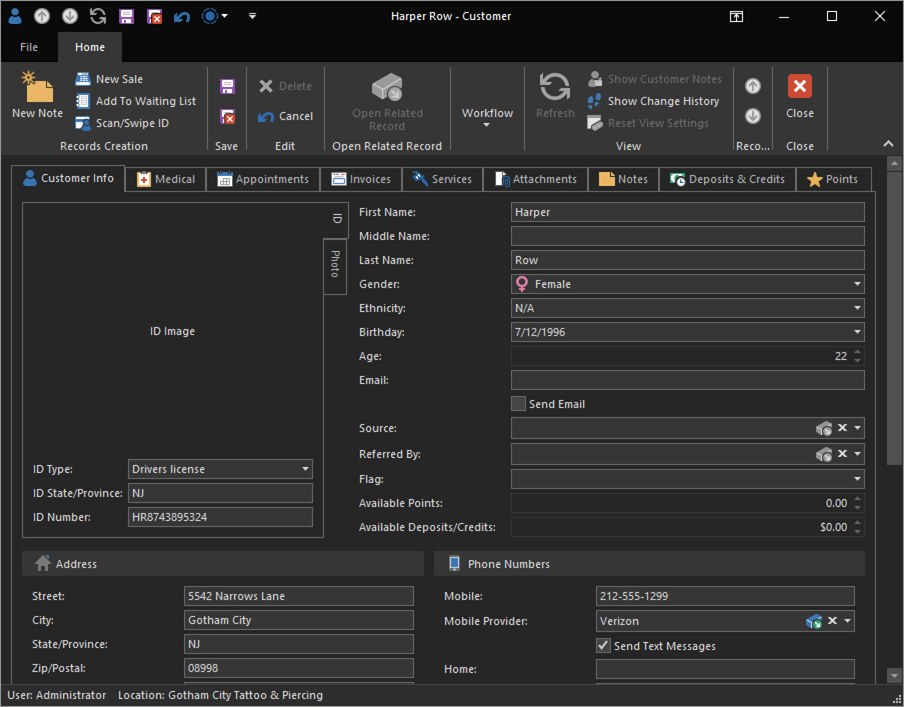 Harper Row - Customer
File
Home
New Note
New Sale
Add To Waiting List
Scan/Swipe ID
Records Creation
Save
Delete
Cancel
Edit
Open Related
Record
Open Related Record
Workflow
Refresh
Show Customer Notes
Show Change History
Reset View Settings
View
Reco...
Close
Close
Customer Info
Medical
Appointments
Invoices
Services
Attachments
Notes
Deposits & Credits
Points
ID
Photo
ID Image
ID Type: Drivers license
ID State/Province: NJ
ID Number: HR8743895324
First Name: Harper
Middle Name:
Last Name: Row
Gender: Female
Ethnicity: N/A
Birthday: 7/12/1996
Age: 22
Email:
Send Email
Source:
Referred By:
Flag:
Available Points: 0.00
Available Deposits/Credits: $0.00
Address
Street: 5542 Narrows Lane
City: Gotham City
State/Province: NJ
Zip/Postal: 08998
Phone Numbers
Mobile: 212-555-1299
Mobile Provider: Verizon
Send Text Messages
Home:
User: Administrator Location: Gotham City Tattoo & Piercing